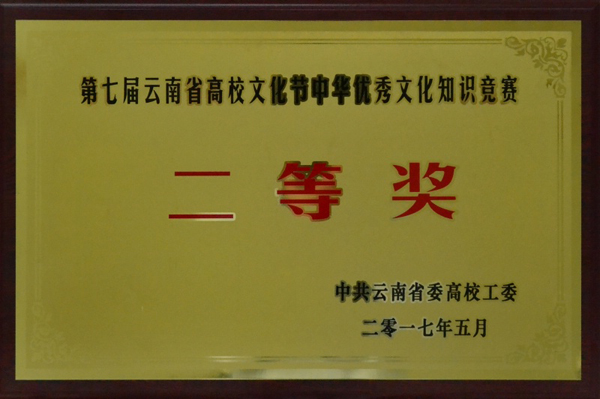 第七届云南省高校文化节中华优秀文化知识竞赛
二等奖
中共云南省委高校工委
二零一七年五月